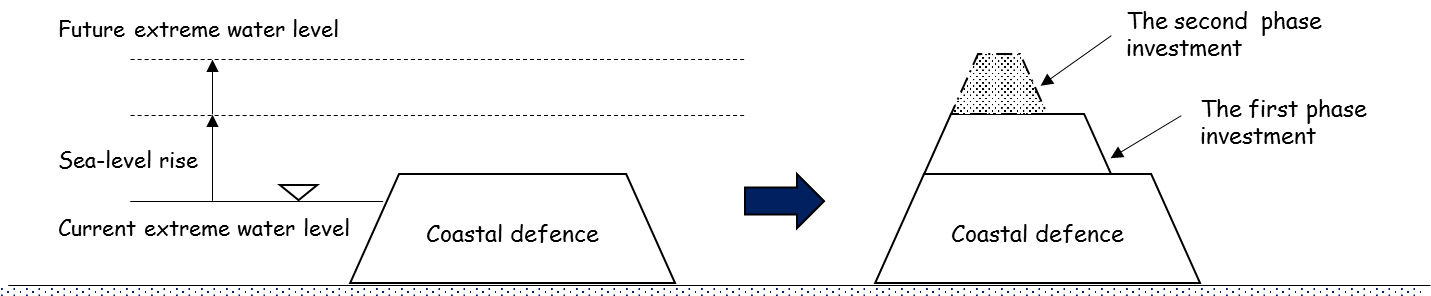 Future extreme water level
Sea-level rise
Current extreme water level
Coastal defence
The second phase
investment
The first phase
investment
Coastal defence